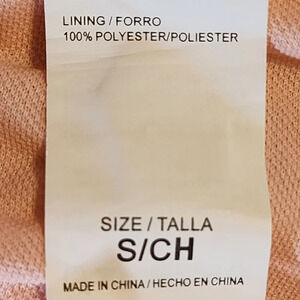 LINING / FORRO
100% POLYESTER/POLIESTER
SIZE / TALLA
S/CH
MADE IN CHINA / HECHO EN CHINA